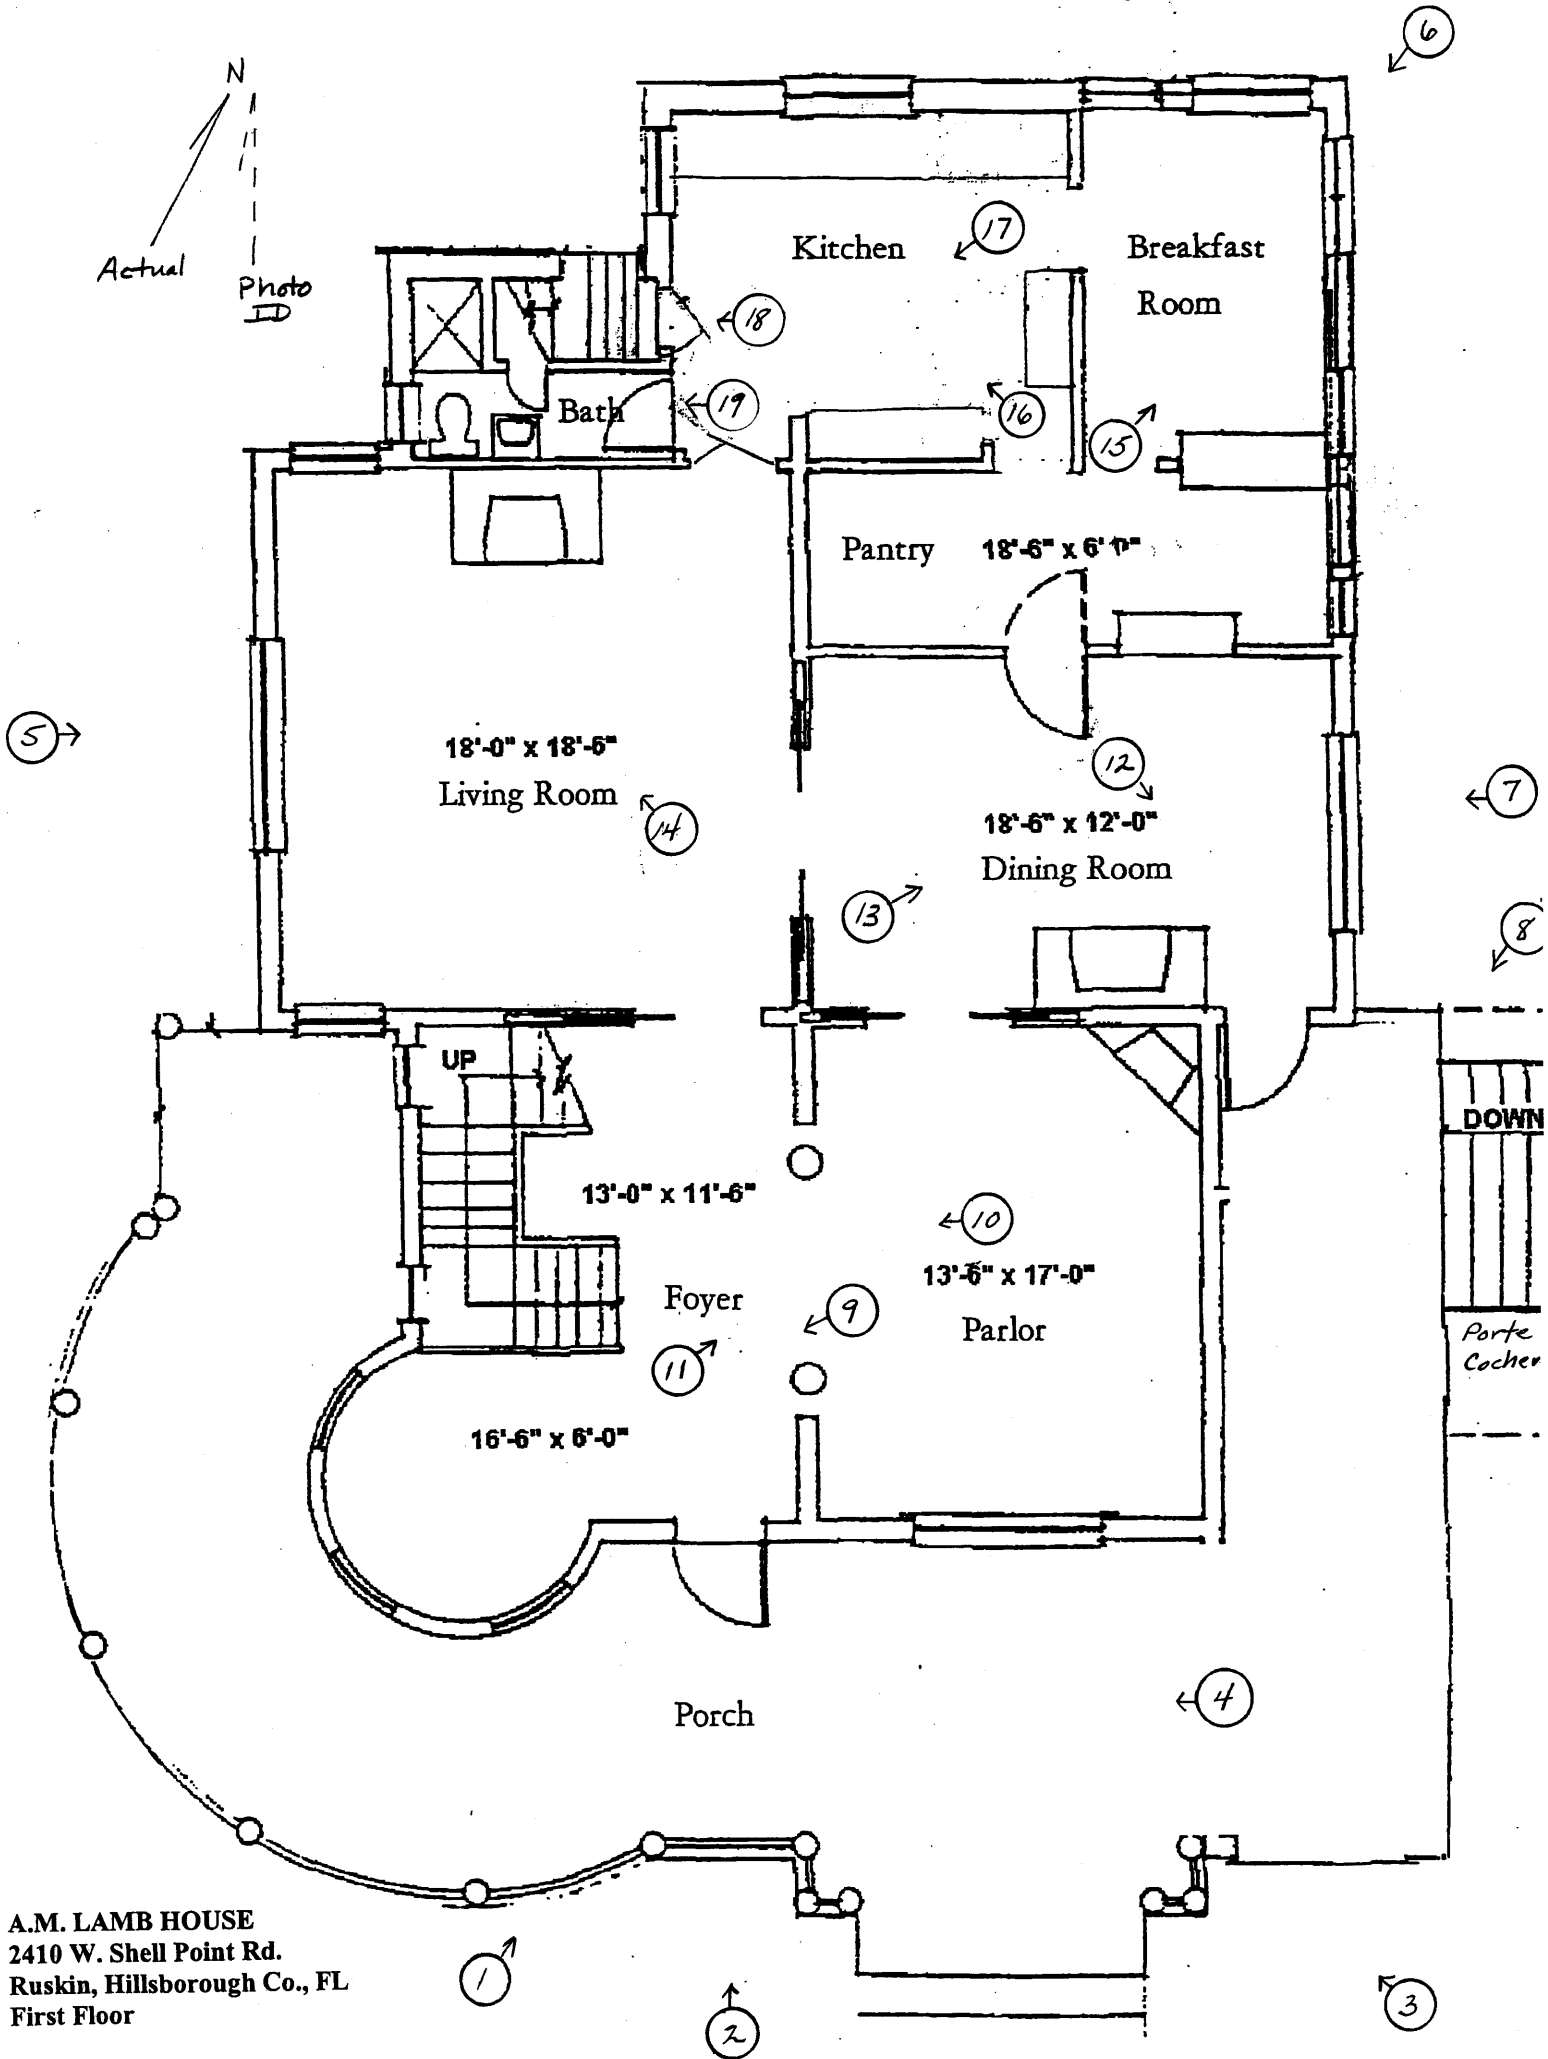 6
N
Actual
Photo
ID
17
Kitchen
Breakfast
Room
18
19
Bath
16
15
Pantry
18'-6" x 6'
5
18'-0" x 18'-6"
Living Room
14
12
7
18'-6" x 12'-0"
Dining Room
13
8
UP
DOWN
13'-0" x 11'-6"
10
13'-6" x 17'-0"
Foyer
9
Parlor
Porte
Cocher
11
16'-6" x 6'-0"
4
Porch
A.M. LAMB HOUSE
2410 W. Shell Point Rd.
Ruskin, Hillsborough Co., FL
First Floor
1
2
3